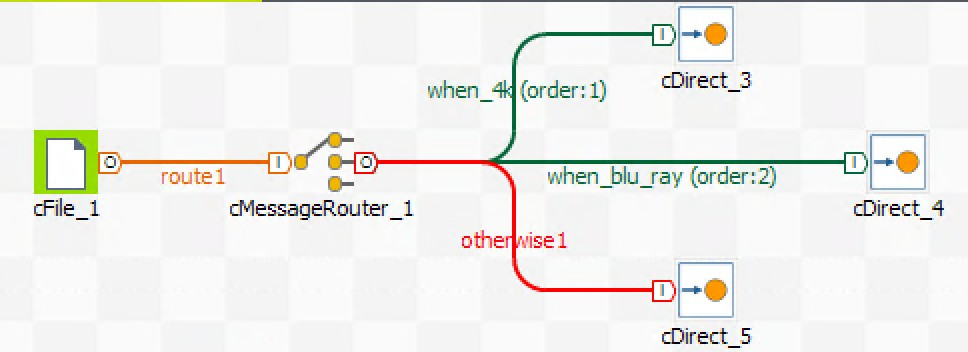 cDirect_3
when_4k (order:1)
O
I
O
I
I
I
route1
when_blu_ray (order:2)
cFile_1
cMessageRouter_1
cDirect_4
otherwise1
cDirect_5